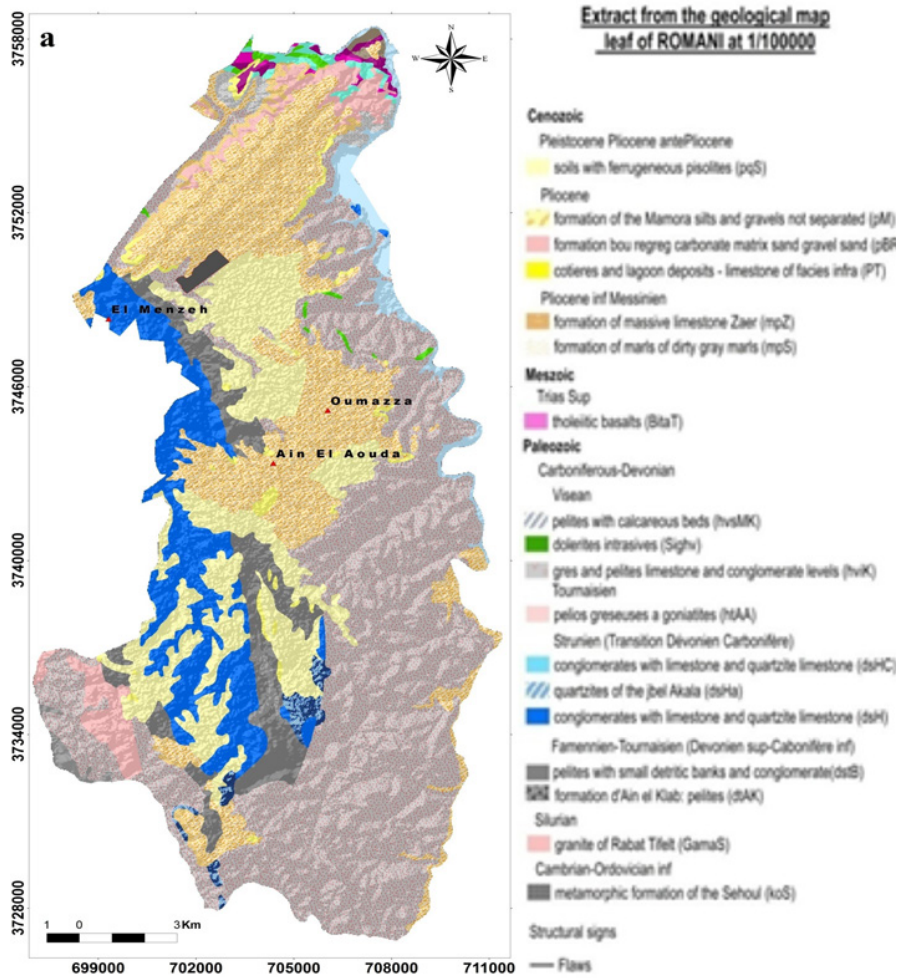 a
N
W E
S
El Menzeh
Oumazza
Ain El Aouda
1 0 3 Km
3758000
3752000
3746000
3740000
3734000
3728000
699000 702000 705000 708000 711000
Extract from the geological map
leaf of ROMANI at 1/100000
Cenozoic
Pleistocene Pliocene antePliocene
soils with ferrugeneous pisolites (pqS)
Pliocene
formation of the Mamora silts and gravels not separated (pM)
formation bou regreg carbonate matrix sand gravel sand (pBR
cotieres and lagoon deposits - limestone of facies infra (PT)
Pliocene inf Messinien
formation of massive limestone Zaer (mpZ)
formation of marls of dirty gray marls (mpS)
Meszoic
Trias Sup
tholeiitic basalts (BitaT)
Paleozoic
Carboniferous-Devonian
Visean
pelites with calcareous beds (hvsMK)
dolerites intrasives (Sighv)
gres and pelites limestone and conglomerate levels (hviK)
Tournaisien
pelios greseuses a goniatites (htAA)
Strunien (Transition Dévonien Carbonifère)
conglomerates with limestone and quartzite limestone (dsHC)
quartzites of the jbel Akala (dsHa)
conglomerates with limestone and quartzite limestone (dsH)
Famennien-Tournaisien (Devonien sup-Cabonifère inf)
pelites with small detritic banks and conglomerate(dstB)
formation d'Ain el Klab: pelites (dtAK)
Silurian
granite of Rabat Tifelt (GamaS)
Cambrian-Ordovician inf
metamorphic formation of the Sehoul (koS)
Structural signs
Flaws